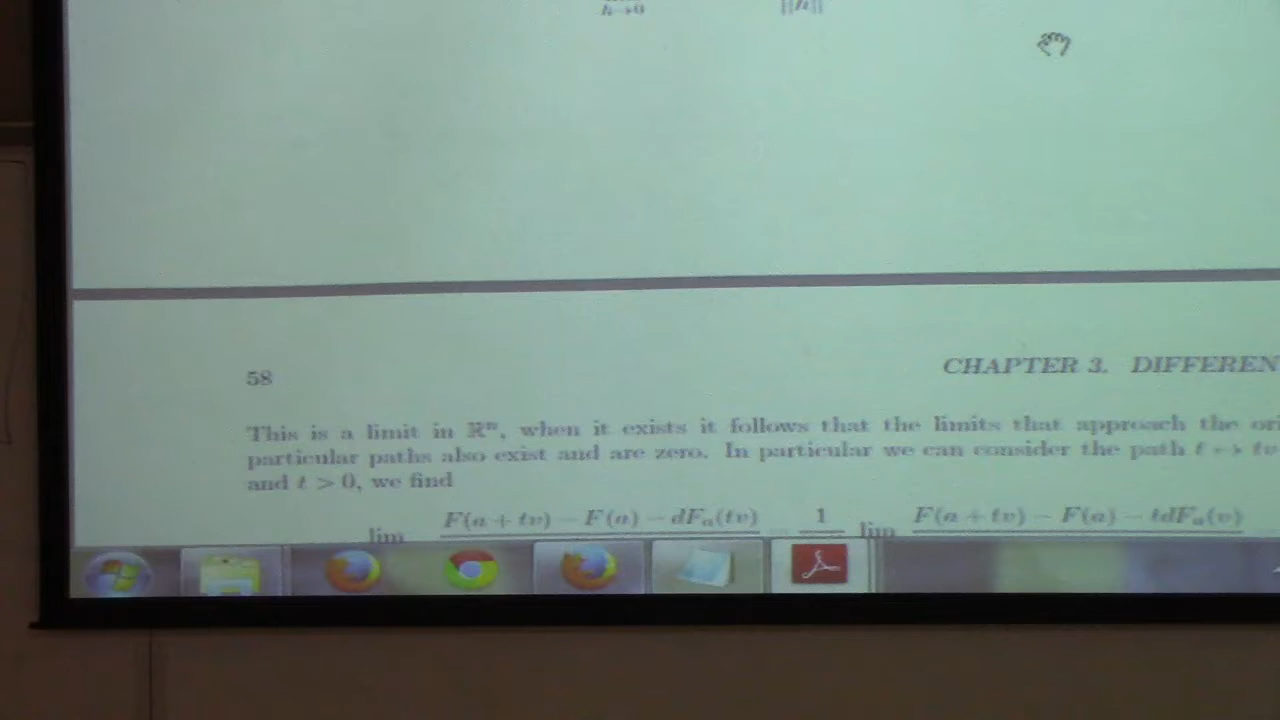 h→0 ||h||
58 CHAPTER 3. DIFFEREN
This is a limit in ℝⁿ, when it exists it follows that the limits that approach the ori
particular paths also exist and are zero. In particular we can consider the path t ↦ tv
and t > 0, we find
F(a + tv) − F(a) − dFₐ(tv) 1 F(a + tv) − F(a) − tdFₐ(v)
lim lim